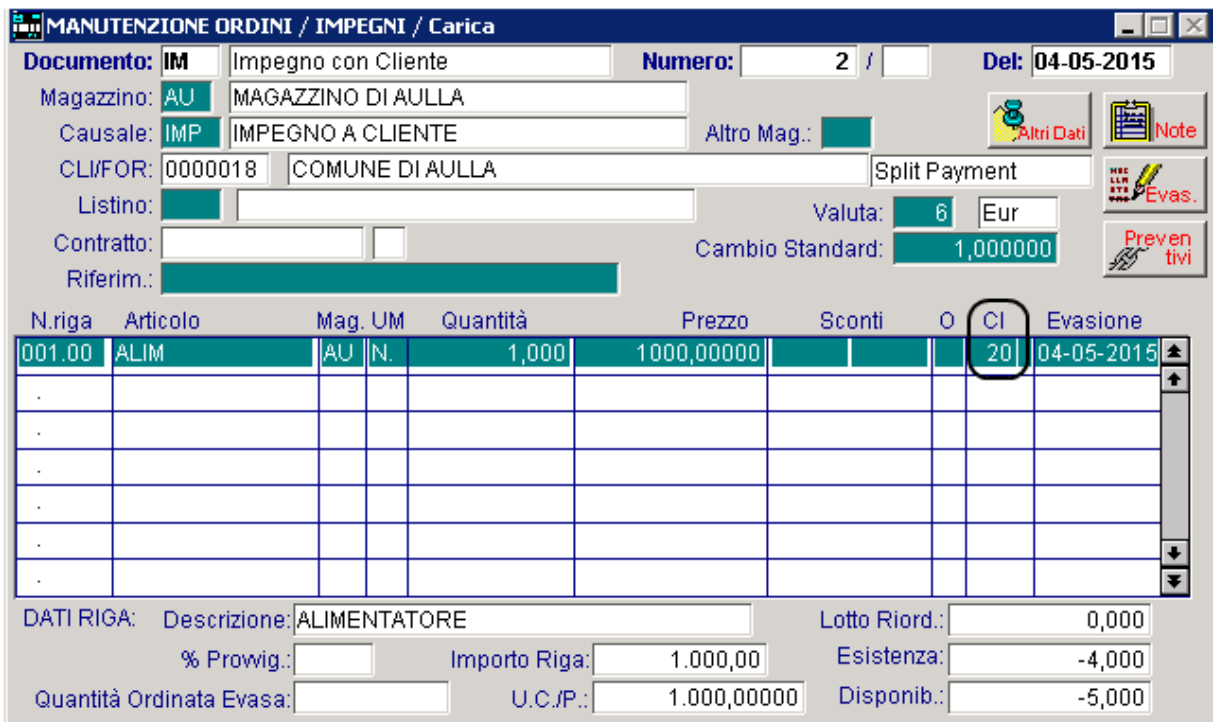 MANUTENZIONE ORDINI / IMPEGNI / Carica
Documento: IM Impegno con Cliente Numero: 2 / Del: 04-05-2015
Magazzino: AU MAGAZZINO DI AULLA
Causale: IMP IMPEGNO A CLIENTE Altro Mag.: Altri Dati Note
CLI/FOR: 0000018 COMUNE DI AULLA Split Payment
Listino: Valuta: 6 Eur Evas.
Contratto: Cambio Standard: 1,000000 Preven
tivi
Riferim.:
N.riga Articolo Mag. UM Quantità Prezzo Sconti O CI Evasione
001.00 ALIM AU N. 1,000 1000,00000 20 04-05-2015
.
.
.
.
.
.
DATI RIGA: Descrizione: ALIMENTATORE Lotto Riord.: 0,000
% Provvig.: Importo Riga: 1.000,00 Esistenza: -4,000
Quantità Ordinata Evasa: U.C./P.: 1.000,00000 Disponib.: -5,000